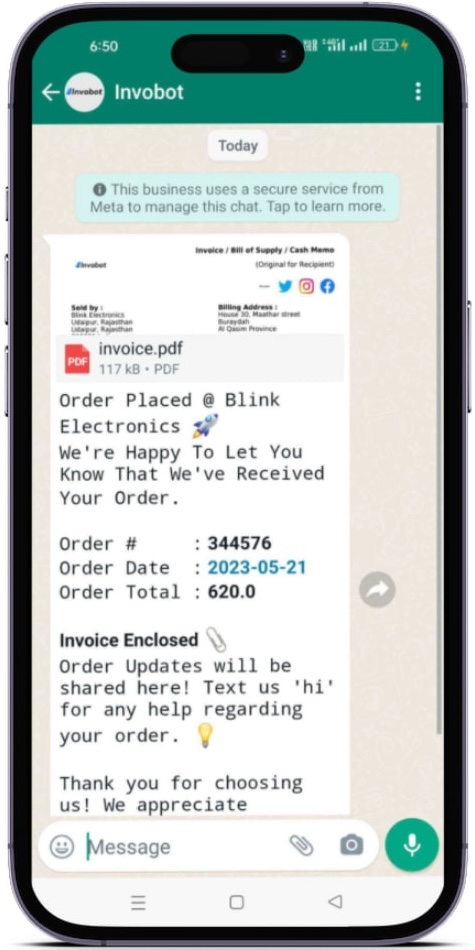 6:50
21
Invobot
Invobot
Today
This business uses a secure service from
Meta to manage this chat. Tap to learn more.
Invoice / Bill of Supply / Cash Memo
Invobot
(Original for Recipient)
Sold by :
Blink Electronics
Udaipur, Rajasthan
Udaipur, Rajasthan
Billing Address :
House 30, Maathar street
Buraydah
Al Qasim Province
PDF
invoice.pdf
117 kB • PDF
Order Placed @ Blink
Electronics 🚀
We're Happy To Let You
Know That We've Received
Your Order.
Order # : 344576
Order Date : 2023-05-21
Order Total : 620.0
Invoice Enclosed 📎
Order Updates will be
shared here! Text us 'hi'
for any help regarding
your order. 💡
Thank you for choosing
us! We appreciate
Message